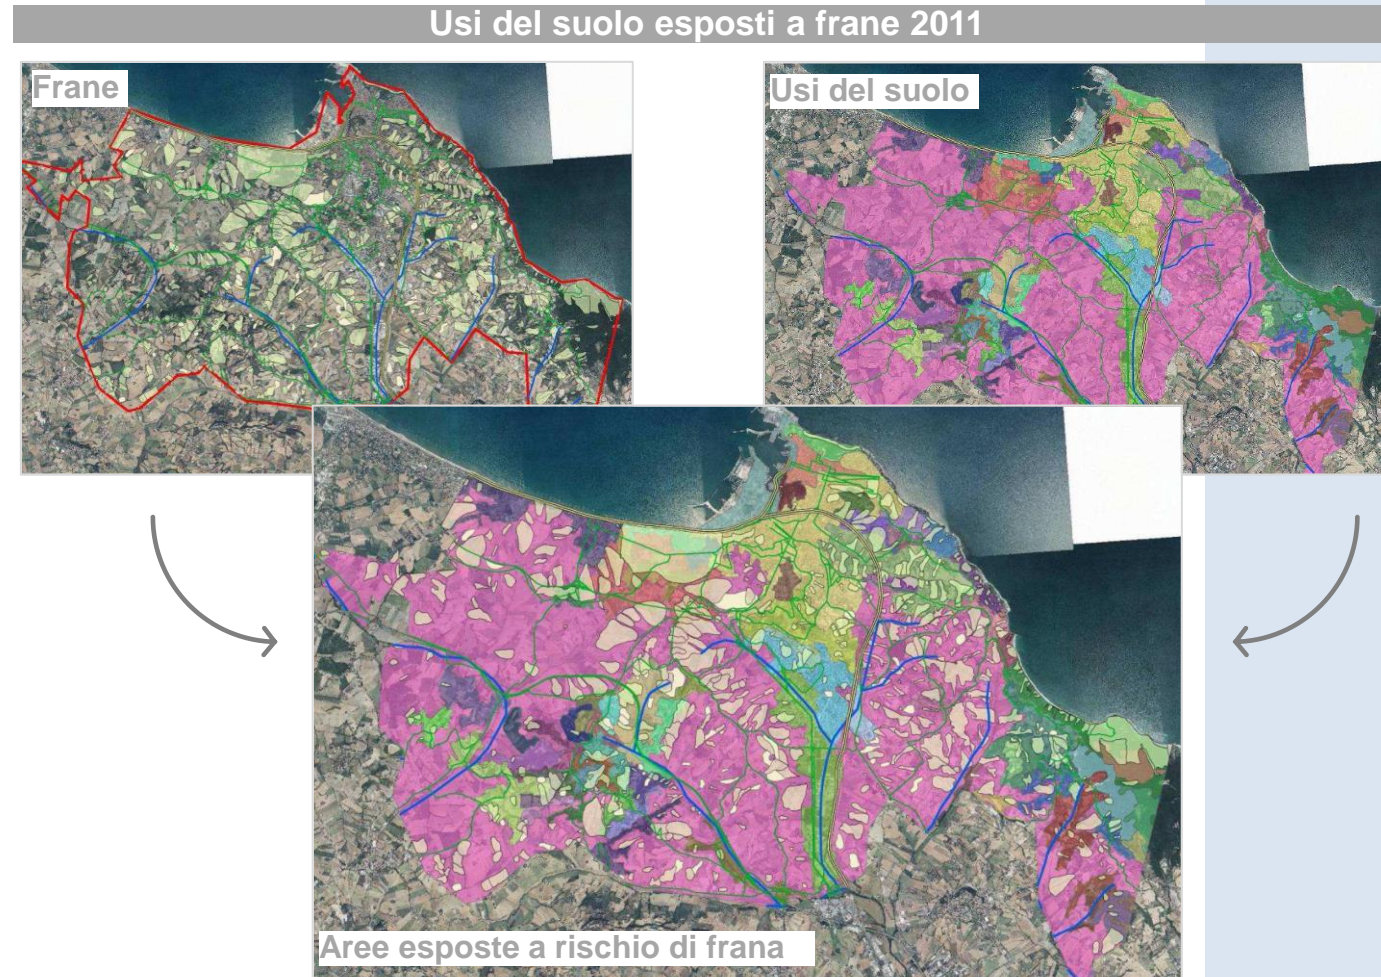 Usi del suolo esposti a frane 2011
Frane
Usi del suolo
Aree esposte a rischio di frana